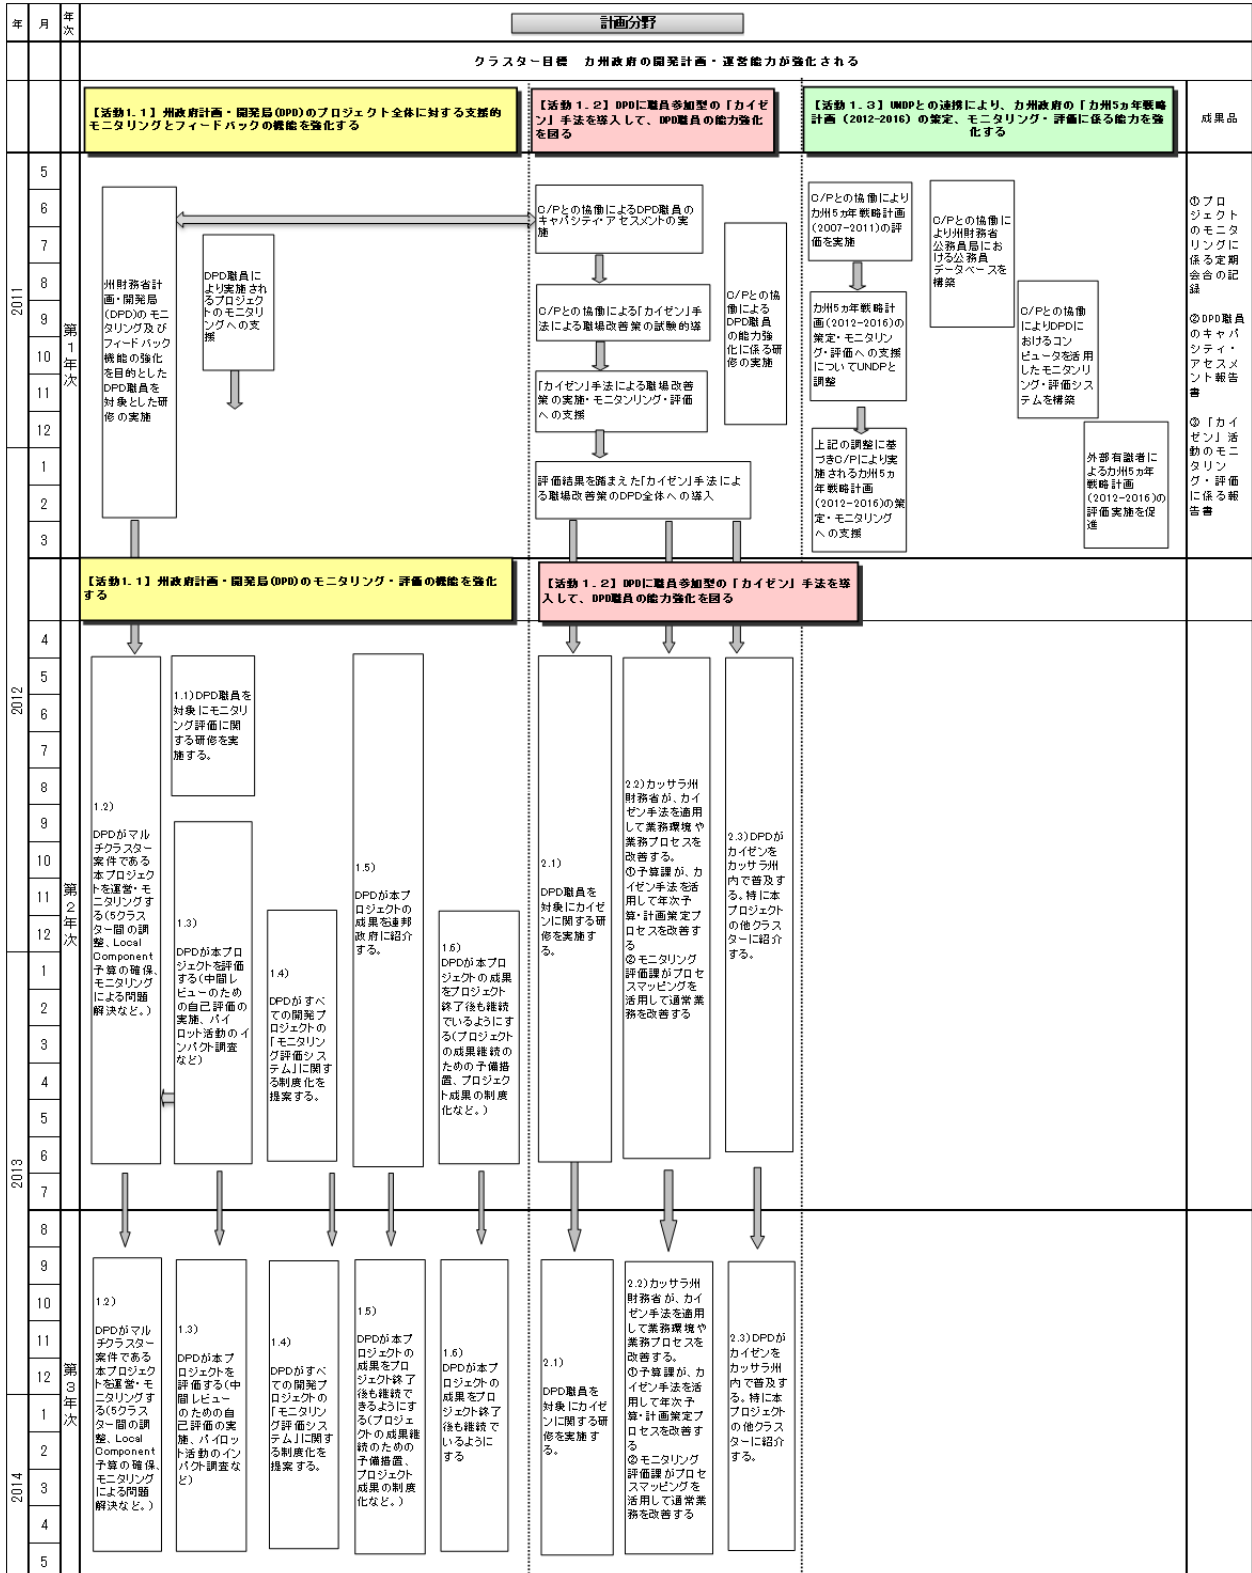 年
月
年
次
計画分野
クラスター目標 カ州政府の開発計画・運営能力が強化される
【活動1.1】州政府計画・開発局(DPD)のプロジェクト全体に対する支援的
モニタリングとフィードバックの機能を強化する
【活動1.2】DPDに職員参加型の「カイゼ
ン」手法を導入して、DPD職員の能力強化
を図る
【活動1.3】UNDPとの連携により、カ州政府の「カ州5ヵ年戦略
計画(2012-2016)の策定、モニタリング・評価に係る能力を強
化する
成果品
2011
5
6
7
8
9
10
11
12
1
2
3
第
1
年
次
州財務省計
画・開発局
(DPD)のモニ
タリング及び
フィードバック
機能の強化
を目的とした
DPD職員を
対象とした研
修の実施
DPD職員によ
り実施され
るプロジェク
トのモニタリ
ングへの支
援
C/Pとの協働によるDPD職員の
キャパシティ・アセスメントの実
施
C/Pとの協働による「カイゼン」手
法による職場改善策の試験的導
「カイゼン」手法による職場改善
策の実施・モニタンリング・評価
への支援
評価結果を踏まえた「カイゼン」手法によ
る職場改善策のDPD全体への導入
C/Pとの協
働による
DPD職員
の能力強
化に係る研
修の実施
C/Pとの協働により
カ州5ヵ年戦略計画
(2007-2011)の評
価を実施
カ州5ヵ年戦略計
画(2012-2016)の
策定・モニタリン
グ・評価への支援
についてUNDPと
調整
上記の調整に基
づきC/Pにより実
施されるカ州5ヵ
年戦略計画
(2012-2016)の策
定・モニタリング
への支援
C/Pとの協働によ
り州財務省
公務員局にお
ける公務員
データベースを
構築
C/Pとの協働
によりDPDに
おけるコン
ピュータを活用
したモニタンリン
グ・評価シス
テムを構築
外部有識者に
よるカ州5ヵ年
戦略計画
(2012-2016)の
評価実施を促
進
①プロ
ジェクト
のモニタ
リングに
係る定期
会合の記
録
②DPD職員
のキャパ
シティ・
アセスメ
ント報告
書
③「カイ
ゼン」活
動のモニ
タリン
グ・評価
に係る報
告書
【活動1.1】州政府計画・開発局(DPD)のモニタリング・評価の機能を強化
する
【活動1.2】DPDに職員参加型の「カイゼン」手法を導
入して、DPD職員の能力強化を図る
2012
4
5
6
7
8
9
10
11
12
第
2
年
次
2013
1
2
3
4
5
6
7
1.1)DPD職員を
対象にモニタリ
ング評価に関
する研修を実
施する。
1.2)
DPDがマル
チクラスター
案件である
本プロジェク
トを運営・モ
ニタリングす
る(5クラス
ター間の調
整、Local
Component
予算の確保、
モニタリング
による問題
解決など。)
1.3)
DPDが本プロ
ジェクトを評価
する(中間レビ
ューのため
の自己評価の
実施、パイ
ロット活動のイ
ンパクト調査
など)
1.4)
DPDがすべ
ての開発プロ
ジェクトの
「モニタリン
グ評価シス
テム」に関す
る制度化を
提案する。
1.5)
DPDが本プ
ロジェクトの
成果を連邦
政府に紹介
する。
1.6)
DPDが本プロ
ジェクトの成果
をプロジェクト
終了後も継続
でいるようにす
る(プロジェクト
の成果継続の
ための予備措
置、プロジェク
ト成果の制度
化など。)
2.1)
DPD職員を
対象にカイゼ
ンに関する研
修を実施す
る。
2.2)カッサラ州
財務省が、カイ
ゼン手法を適用
して業務環境や
業務プロセスを
改善する。
①予算課が、カ
イゼン手法を活
用して年次予
算・計画策定プ
ロセスを改善す
る
②モニタリング
評価課がプロセ
スマッピングを
活用して通常業
務を改善する
2.3)DPDが
カイゼンを
カッサラ州
内で普及す
る。特に本
プロジェクト
の他クラス
ターに紹介
する。
8
9
10
11
12
第
3
年
次
2014
1
2
3
4
5
1.2)
DPDがマル
チクラスター
案件である
本プロジェク
トを運営・モ
ニタリングす
る(5クラス
ター間の調
整、Local
Component
予算の確保、
モニタリング
による問題
解決など。)
1.3)
DPDが本プ
ロジェクトを
評価する(中
間レビュー
のための自
己評価の実
施、パイロッ
ト活動のイン
パクト調査な
ど)
1.4)
DPDがすべ
ての開発プロ
ジェクトの
「モニタリン
グ評価シス
テム」に関す
る制度化を
提案する。
1.5)
DPDが本プロ
ジェクトの
成果をプロ
ジェクト終了
後も継続で
きるようにす
る(プロジェ
クトの成果継
続のための
予備措置、
プロジェクト
成果の制度
化など。)
1.6)
DPDが本プ
ロジェクトの
成果をプロ
ジェクト終了
後も継続で
いるように
する
2.1)
DPD職員を
対象にカイゼ
ンに関する研
修を実施す
る。
2.2)カッサラ州
財務省が、カイ
ゼン手法を適用
して業務環境や
業務プロセスを
改善する。
①予算課が、カ
イゼン手法を活
用して年次予
算・計画策定プ
ロセスを改善す
る
②モニタリング
評価課がプロセ
スマッピングを
活用して通常業
務を改善する
2.3)DPDが
カイゼンを
カッサラ州
内で普及す
る。特に本
プロジェクト
の他クラス
ターに紹介
する。